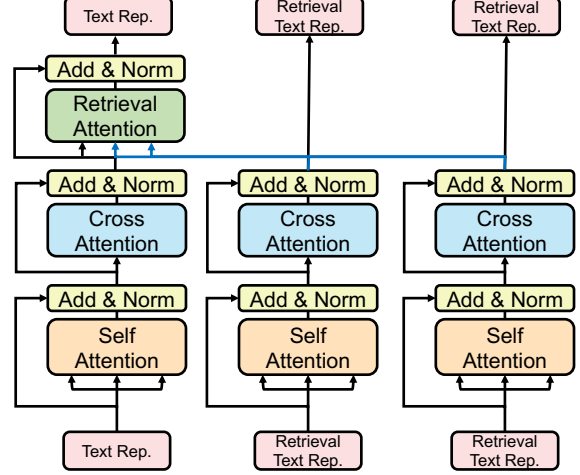 Text Rep.
Retrieval
Text Rep.
Retrieval
Text Rep.
Add & Norm
Retrieval
Attention
Add & Norm
Add & Norm
Add & Norm
Cross
Attention
Cross
Attention
Cross
Attention
Add & Norm
Add & Norm
Add & Norm
Self
Attention
Self
Attention
Self
Attention
Text Rep.
Retrieval
Text Rep.
Retrieval
Text Rep.